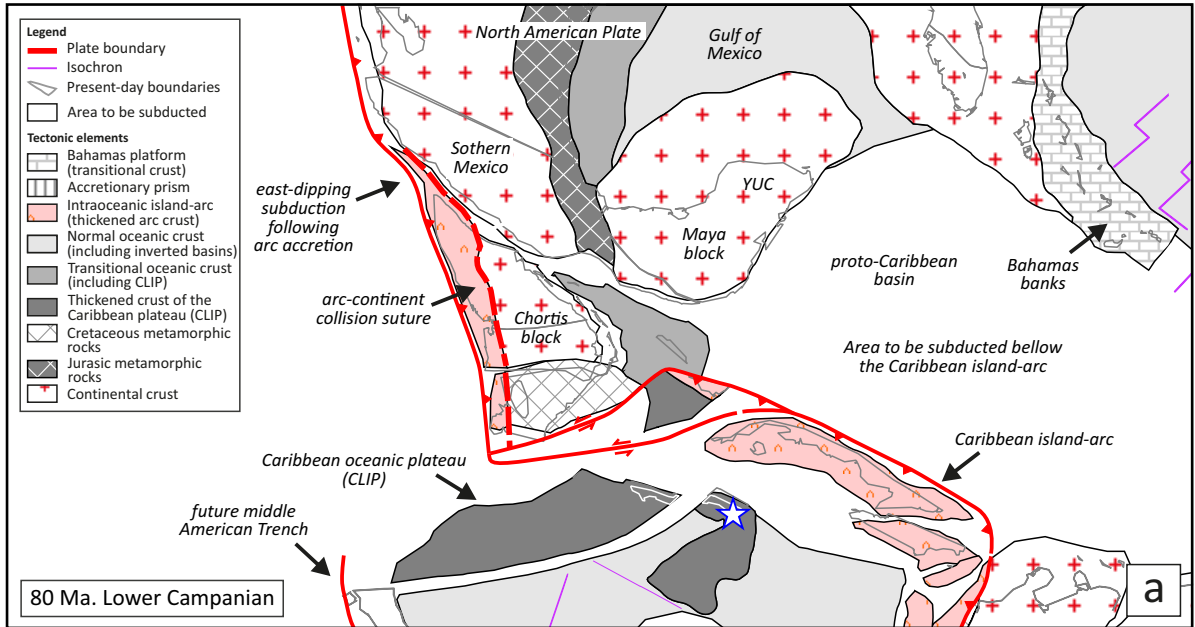 Legend
Plate boundary
Isochron
Present-day boundaries
Area to be subducted
Tectonic elements
Bahamas platform
(transitional crust)
Accretionary prism
Intraoceanic island-arc
(thickened arc crust)
Normal oceanic crust
(including inverted basins)
Transitional oceanic crust
(including CLIP)
Thickened crust of the
Caribbean plateau (CLIP)
Cretaceous metamorphic
rocks
Jurasic metamorphic
rocks
Continental crust
North American Plate
Gulf of
Mexico
Sothern
Mexico
YUC
Maya
block
east-dipping
subduction
following
arc accretion
proto-Caribbean
basin
Bahamas
banks
arc-continent
collision suture
Chortis
block
Area to be subducted bellow
the Caribbean island-arc
Caribbean island-arc
Caribbean oceanic plateau
(CLIP)
future middle
American Trench
80 Ma. Lower Campanian
a